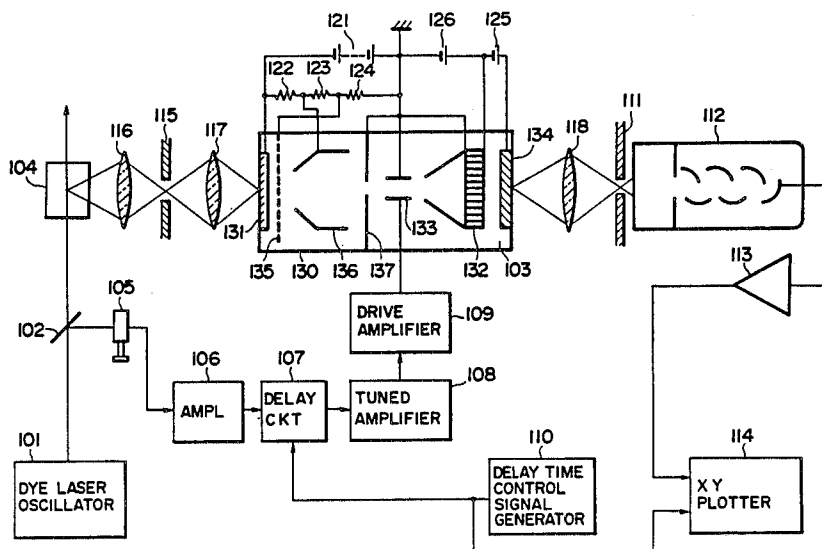 121
126
125
122
123
124
115
111
116
117
134
118
112
104
131
133
135
130
136
137
132
103
105
113
102
DRIVE
AMPLIFIER
109
106
107
108
AMPL
DELAY
CKT
TUNED
AMPLIFIER
101
110
114
DYE LASER
OSCILLATOR
DELAY TIME
CONTROL
SIGNAL
GENERATOR
X Y
PLOTTER